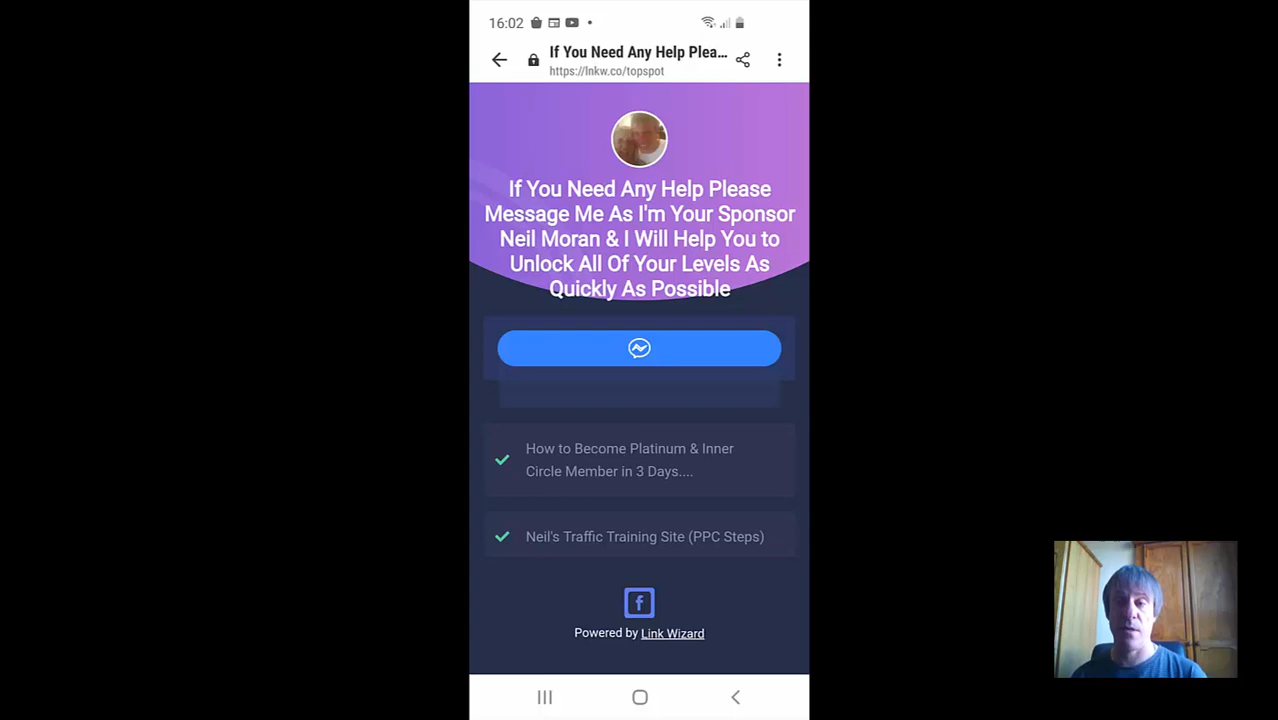 16:02
If You Need Any Help Plea...
https://lnkw.co/topspot
If You Need Any Help Please
Message Me As I'm Your Sponsor
Neil Moran & I Will Help You to
Unlock All Of Your Levels As
Quickly As Possible
How to Become Platinum & Inner
Circle Member in 3 Days....
Neil's Traffic Training Site (PPC Steps)
f
Powered by Link Wizard